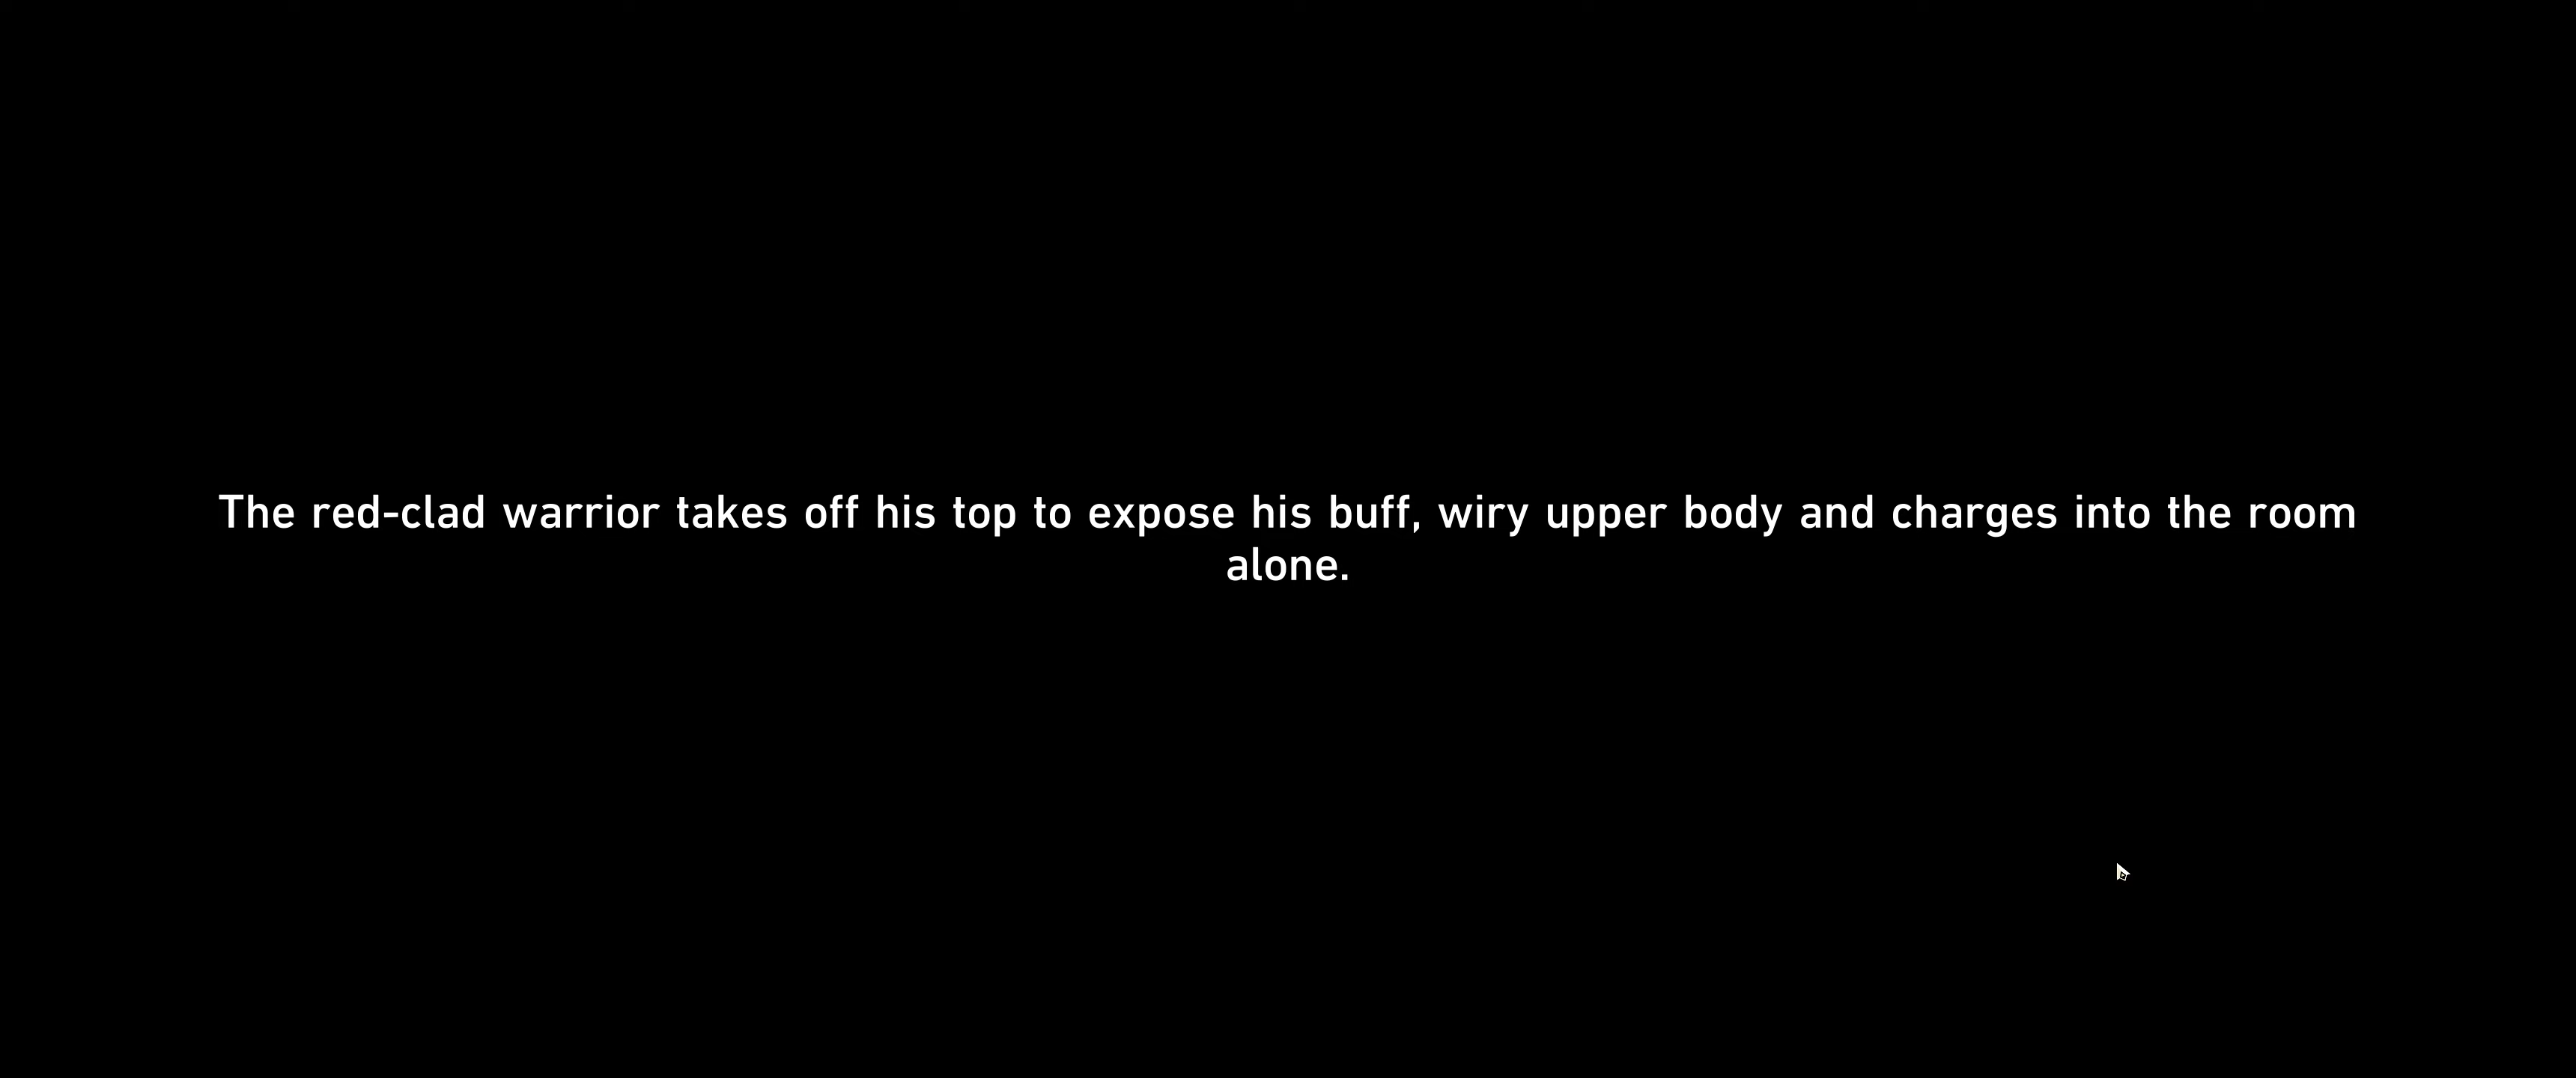 The red-clad warrior takes off his top to expose his buff, wiry upper body and charges into the room
alone.